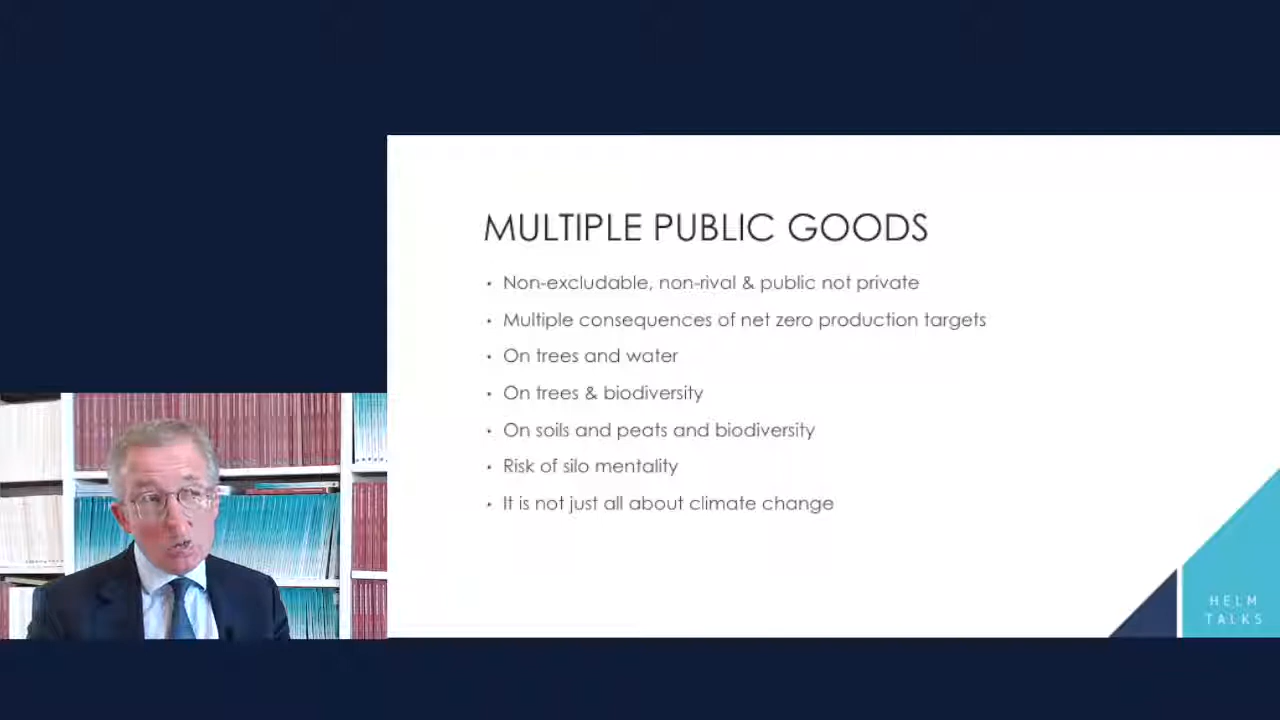 MULTIPLE PUBLIC GOODS
• Non-excludable, non-rival & public not private
• Multiple consequences of net zero production targets
• On trees and water
• On trees & biodiversity
• On soils and peats and biodiversity
• Risk of silo mentality
• It is not just all about climate change
HELM
TALKS